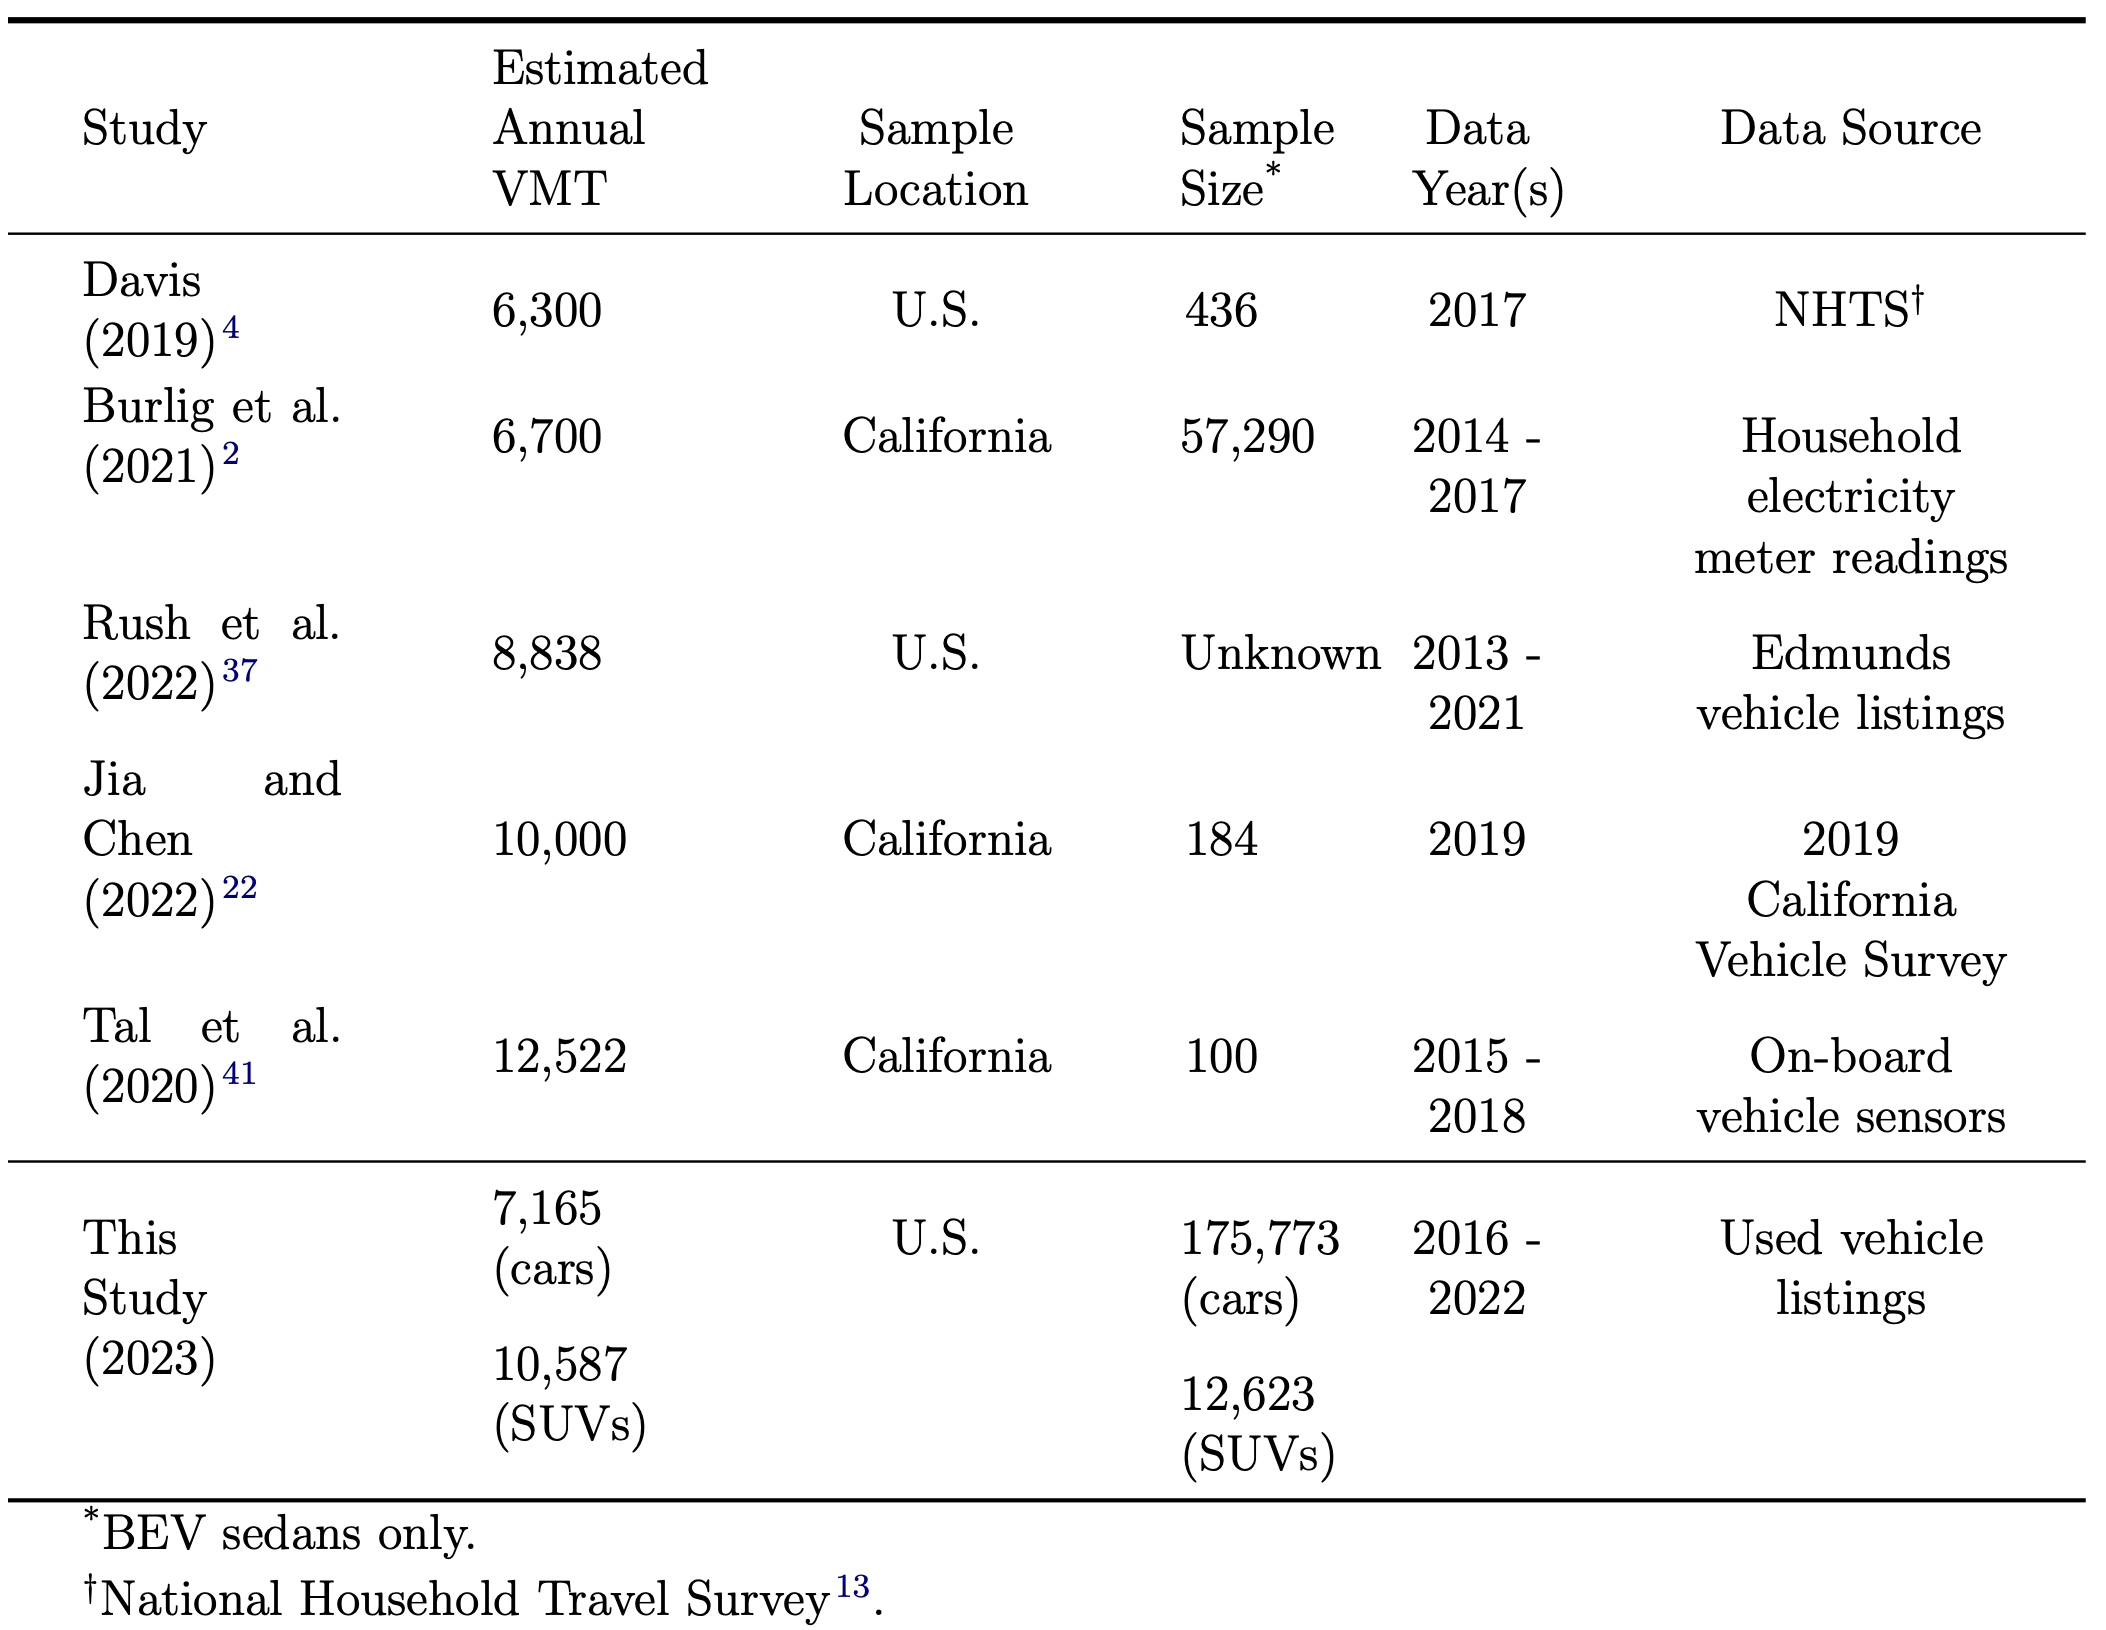 Estimated
Study Annual Sample Sample Data Data Source
VMT Location Size* Year(s)
Davis
(2019)4 6,300 U.S. 436 2017 NHTS†
Burlig et al.
(2021)2 6,700 California 57,290 2014 - Household
2017 electricity
meter readings
Rush et al.
(2022)37 8,838 U.S. Unknown 2013 - Edmunds
2021 vehicle listings
Jia and
Chen 10,000 California 184 2019 2019
(2022)22 California
Vehicle Survey
Tal et al.
(2020)41 12,522 California 100 2015 - On-board
2018 vehicle sensors
7,165
This (cars) U.S. 175,773 2016 - Used vehicle
Study (cars) 2022 listings
(2023) 10,587
(SUVs) 12,623
(SUVs)
*BEV sedans only.
†National Household Travel Survey13.